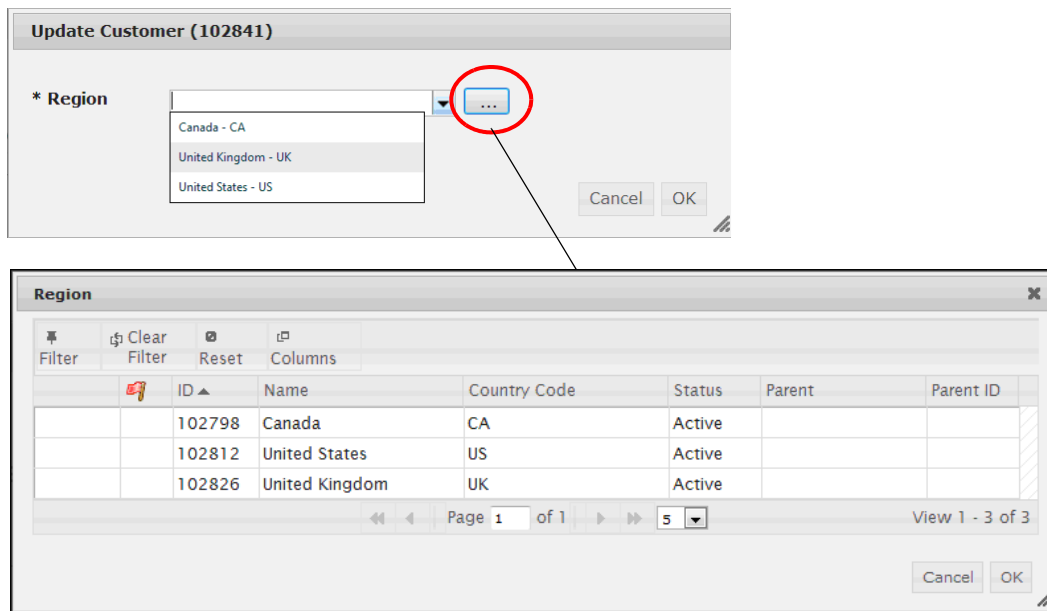 Update Customer (102841)
* Region
...
Canada - CA
United Kingdom - UK
United States - US
Cancel OK
Region
Filter Clear Filter Reset Columns
ID Name Country Code Status Parent Parent ID
102798 Canada CA Active
102812 United States US Active
102826 United Kingdom UK Active
Page 1 of 1 5 View 1 - 3 of 3
Cancel OK